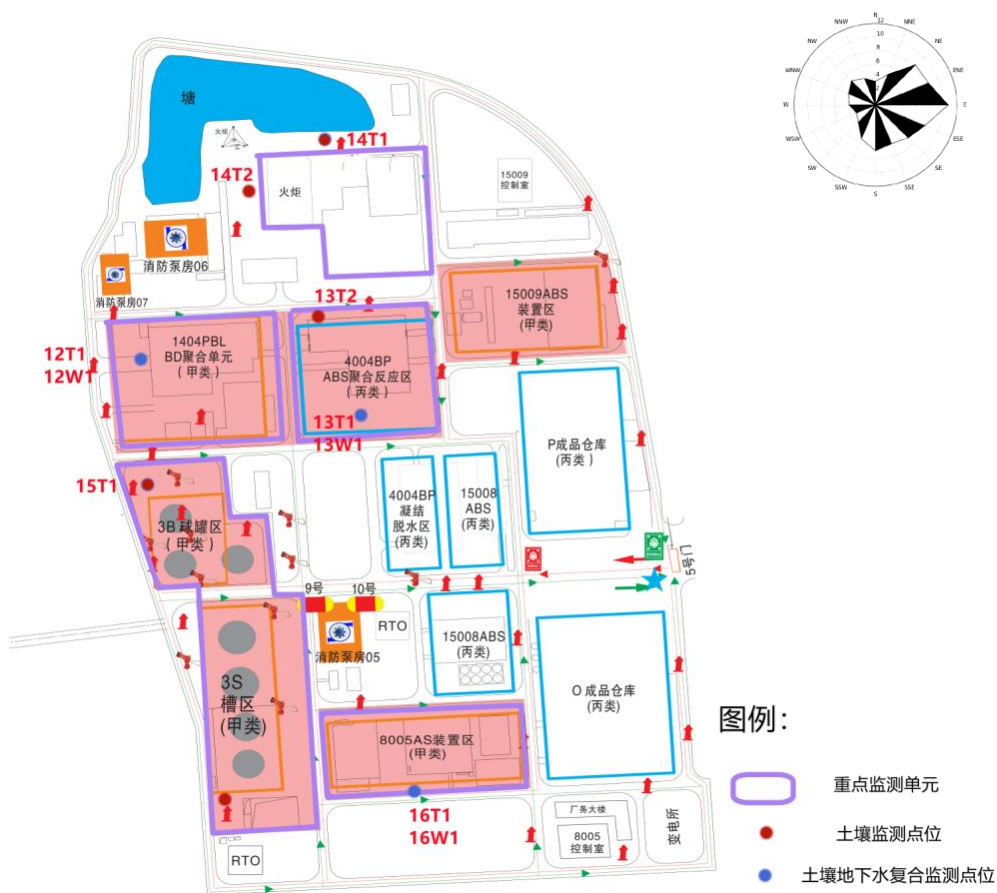 N
12
10
8
6
4
2
NNW
NNE
NW
NE
WNW
ENE
W
E
WSW
ESE
SW
SE
SSW
SSE
S
塘
火炬
14T1
14T2
火炬
15009
控制室
消防泵房06
消防泵房07
13T2
15009ABS
装置区
(甲类)
1404PBL
BD聚合单元
(甲类)
12T1
12W1
4004BP
ABS聚合反应区
(丙类)
13T1
13W1
P成品仓库
(丙类)
15T1
3B球罐区
(甲类)
4004BP
凝结
脱水区
(丙类)
15008
ABS
(丙类)
5号门
9号
10号
RTO
消防泵房05
15008ABS
(丙类)
3S
槽区
(甲类)
O成品仓库
(丙类)
8005AS装置区
(甲类)
16T1
16W1
RTO
厂务大楼
8005
控制室
变电所
图例：
重点监测单元
土壤监测点位
土壤地下水复合监测点位